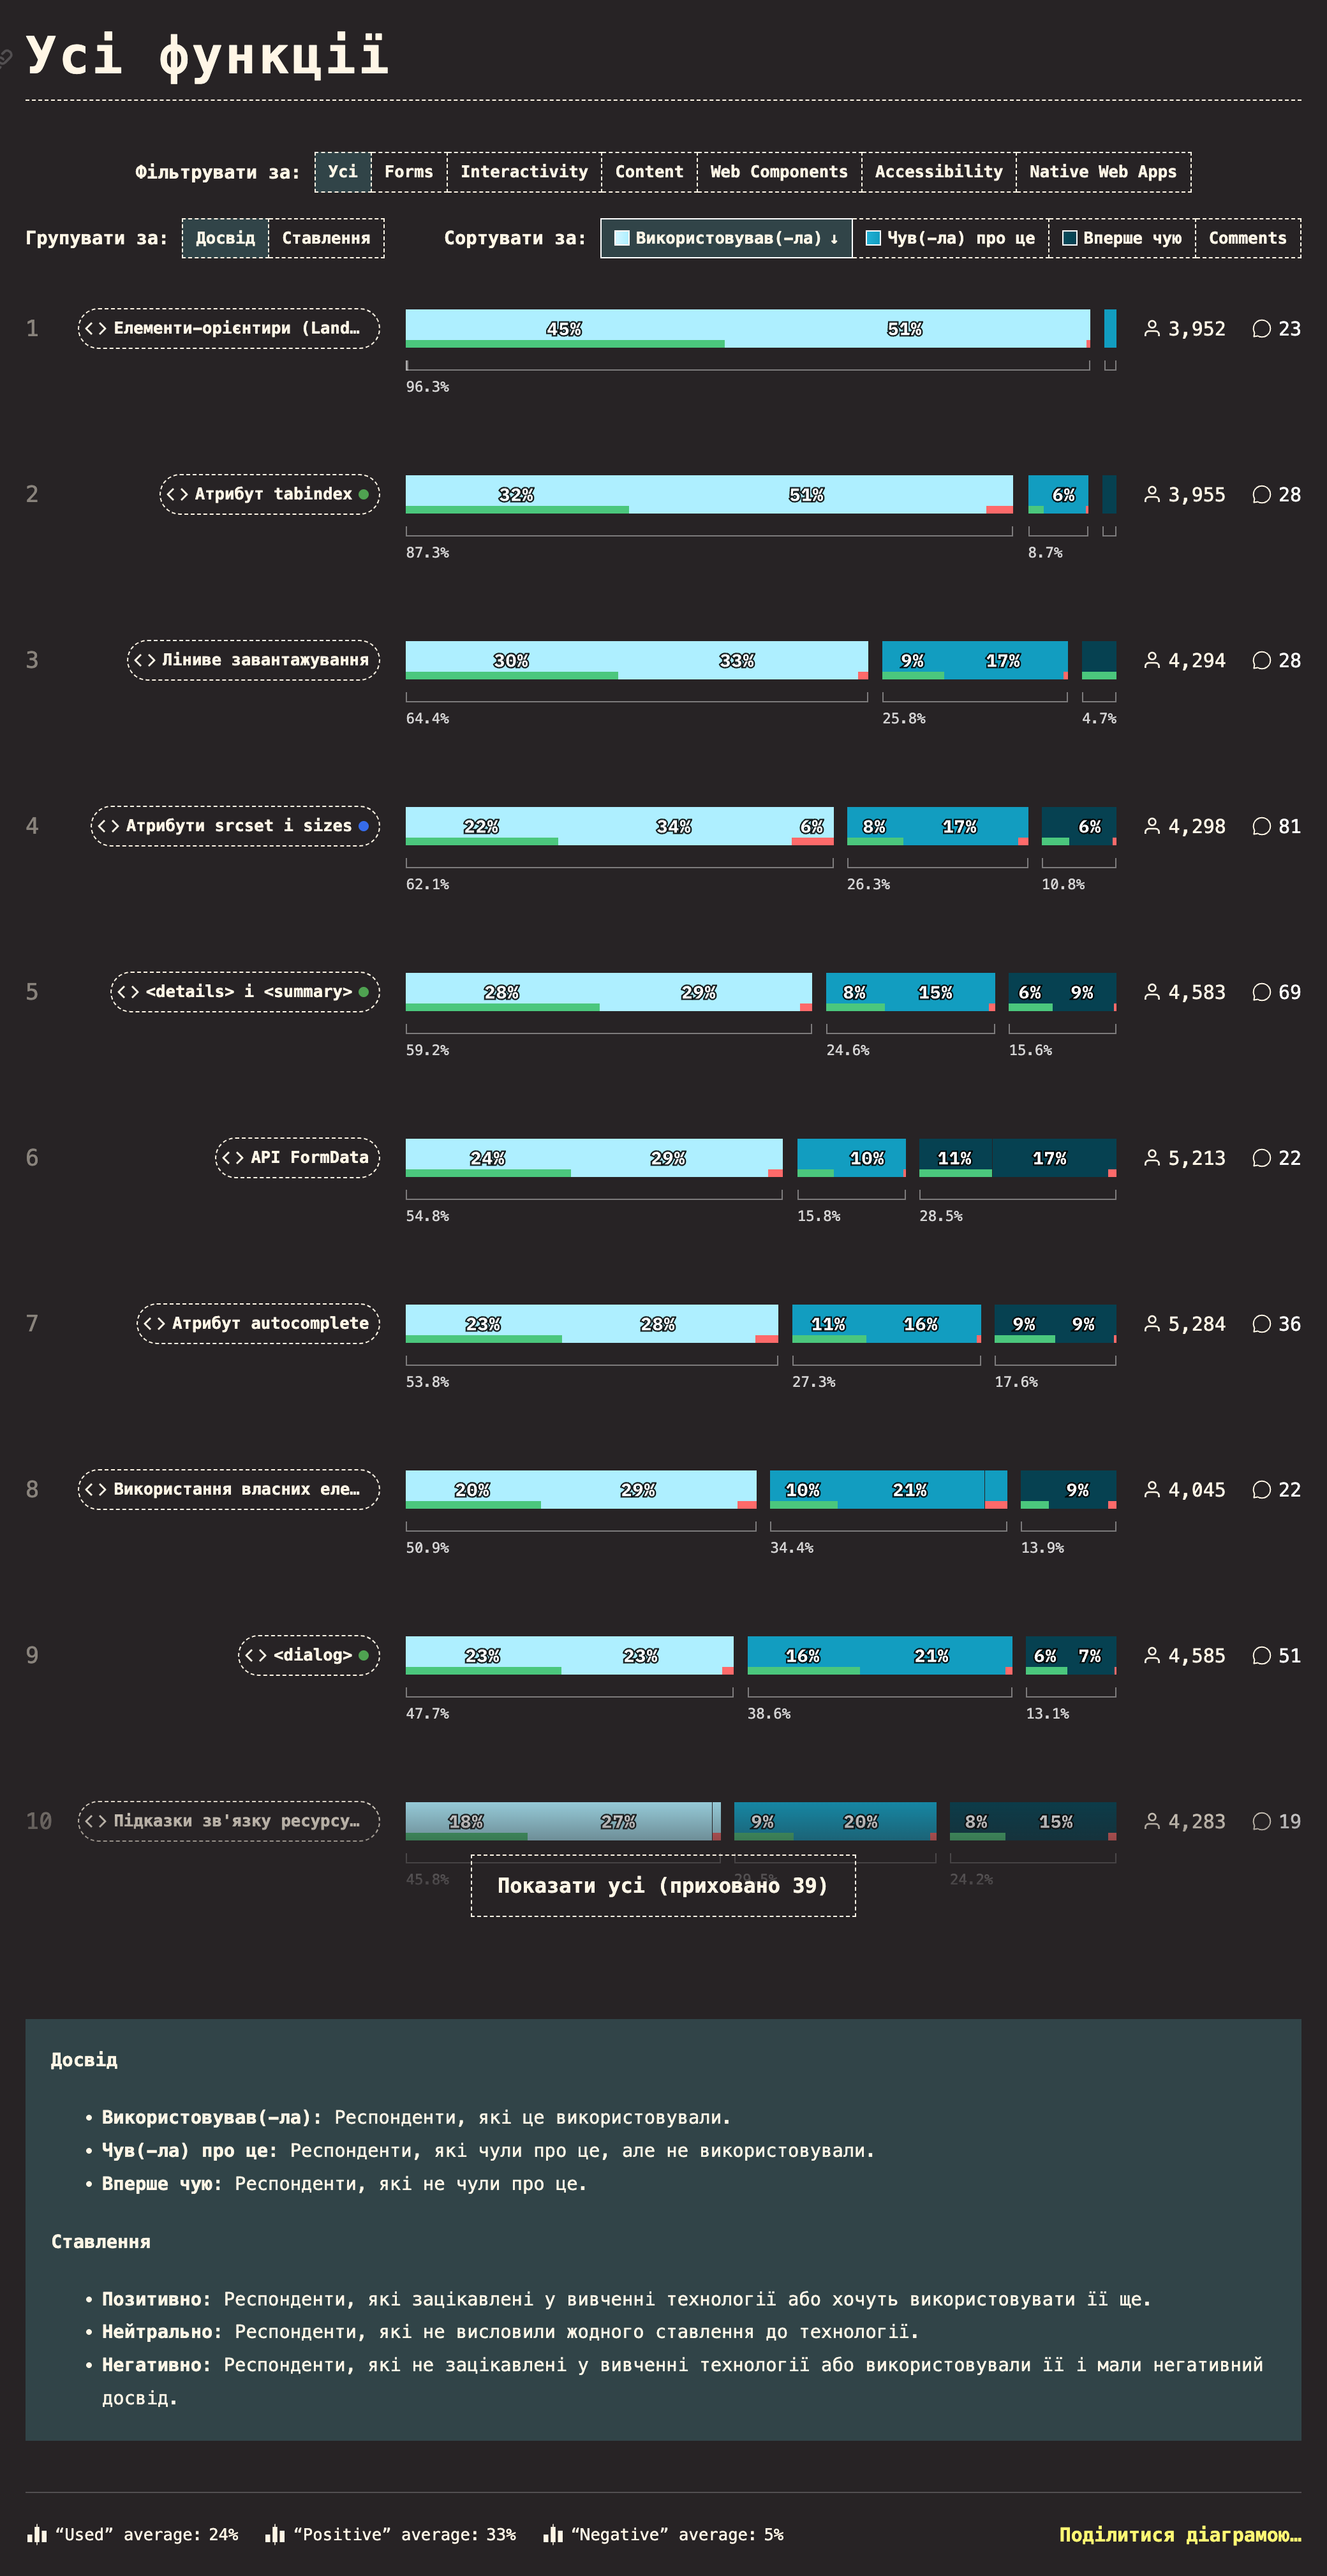 Усі функції
Фільтрувати за: Усі Forms Interactivity Content Web Components Accessibility Native Web Apps
Групувати за: Досвід Ставлення Сортувати за: Використовував(-ла) ↓ Чув(-ла) про це Вперше чую Comments
1 <> Елементи-орієнтири (Land… 45% 51% 3,952 23
96.3%
2 <> Атрибут tabindex 32% 51% 6% 3,955 28
87.3% 8.7%
3 <> Ліниве завантажування 30% 33% 9% 17% 4,294 28
64.4% 25.8% 4.7%
4 <> Атрибути srcset і sizes 22% 34% 6% 8% 17% 6% 4,298 81
62.1% 26.3% 10.8%
5 <> <details> і <summary> 28% 29% 8% 15% 6% 9% 4,583 69
59.2% 24.6% 15.6%
6 <> API FormData 24% 29% 10% 11% 17% 5,213 22
54.8% 15.8% 28.5%
7 <> Атрибут autocomplete 23% 28% 11% 16% 9% 9% 5,284 36
53.8% 27.3% 17.6%
8 <> Використання власних еле… 20% 29% 10% 21% 9% 4,045 22
50.9% 34.4% 13.9%
9 <> <dialog> 23% 23% 16% 21% 6% 7% 4,585 51
47.7% 38.6% 13.1%
10 <> Підказки зв'язку ресурсу… 18% 27% 9% 20% 8% 15% 4,283 19
45.8% 29.5% 24.2%
Показати усі (приховано 39)
Досвід
• Використовував(-ла): Респонденти, які це використовували.
• Чув(-ла) про це: Респонденти, які чули про це, але не використовували.
• Вперше чую: Респонденти, які не чули про це.
Ставлення
• Позитивно: Респонденти, які зацікавлені у вивченні технології або хочуть використовувати її ще.
• Нейтрально: Респонденти, які не висловили жодного ставлення до технології.
• Негативно: Респонденти, які не зацікавлені у вивченні технології або використовували її і мали негативний
досвід.
“Used” average: 24% “Positive” average: 33% “Negative” average: 5% Поділитися діаграмою…